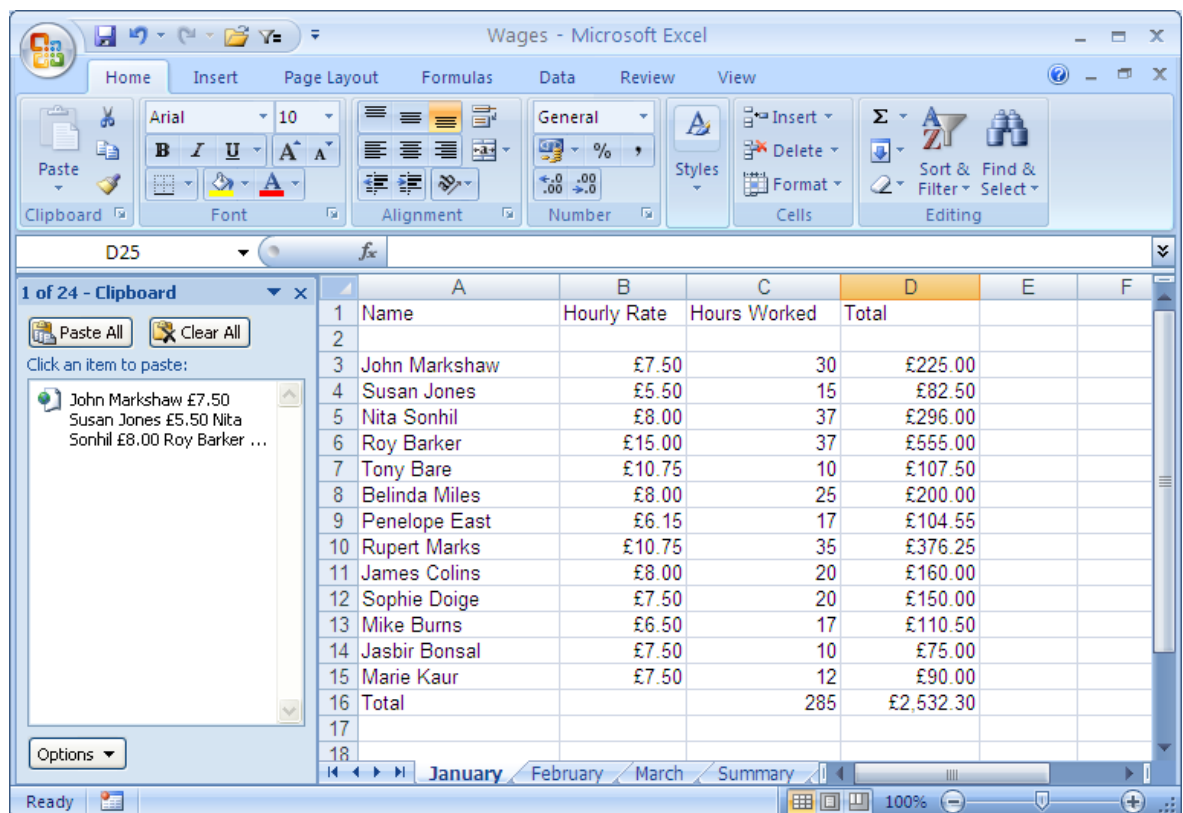 Wages - Microsoft Excel
Home Insert Page Layout Formulas Data Review View
Arial 10 General Σ Insert
Paste B I U A A % , Styles Delete Sort & Filter Find & Select
A .00 .0 Format
Clipboard Font Alignment Number Cells Editing
D25 fx
1 of 24 - Clipboard
Paste All Clear All
Click an item to paste:
John Markshaw £7.50
Susan Jones £5.50 Nita
Sonhil £8.00 Roy Barker ...
Options
A B C D E F
1 Name Hourly Rate Hours Worked Total
2
3 John Markshaw £7.50 30 £225.00
4 Susan Jones £5.50 15 £82.50
5 Nita Sonhil £8.00 37 £296.00
6 Roy Barker £15.00 37 £555.00
7 Tony Bare £10.75 10 £107.50
8 Belinda Miles £8.00 25 £200.00
9 Penelope East £6.15 17 £104.55
10 Rupert Marks £10.75 35 £376.25
11 James Colins £8.00 20 £160.00
12 Sophie Doige £7.50 20 £150.00
13 Mike Burns £6.50 17 £110.50
14 Jasbir Bonsal £7.50 10 £75.00
15 Marie Kaur £7.50 12 £90.00
16 Total 285 £2,532.30
17
18
January February March Summary
Ready 100%